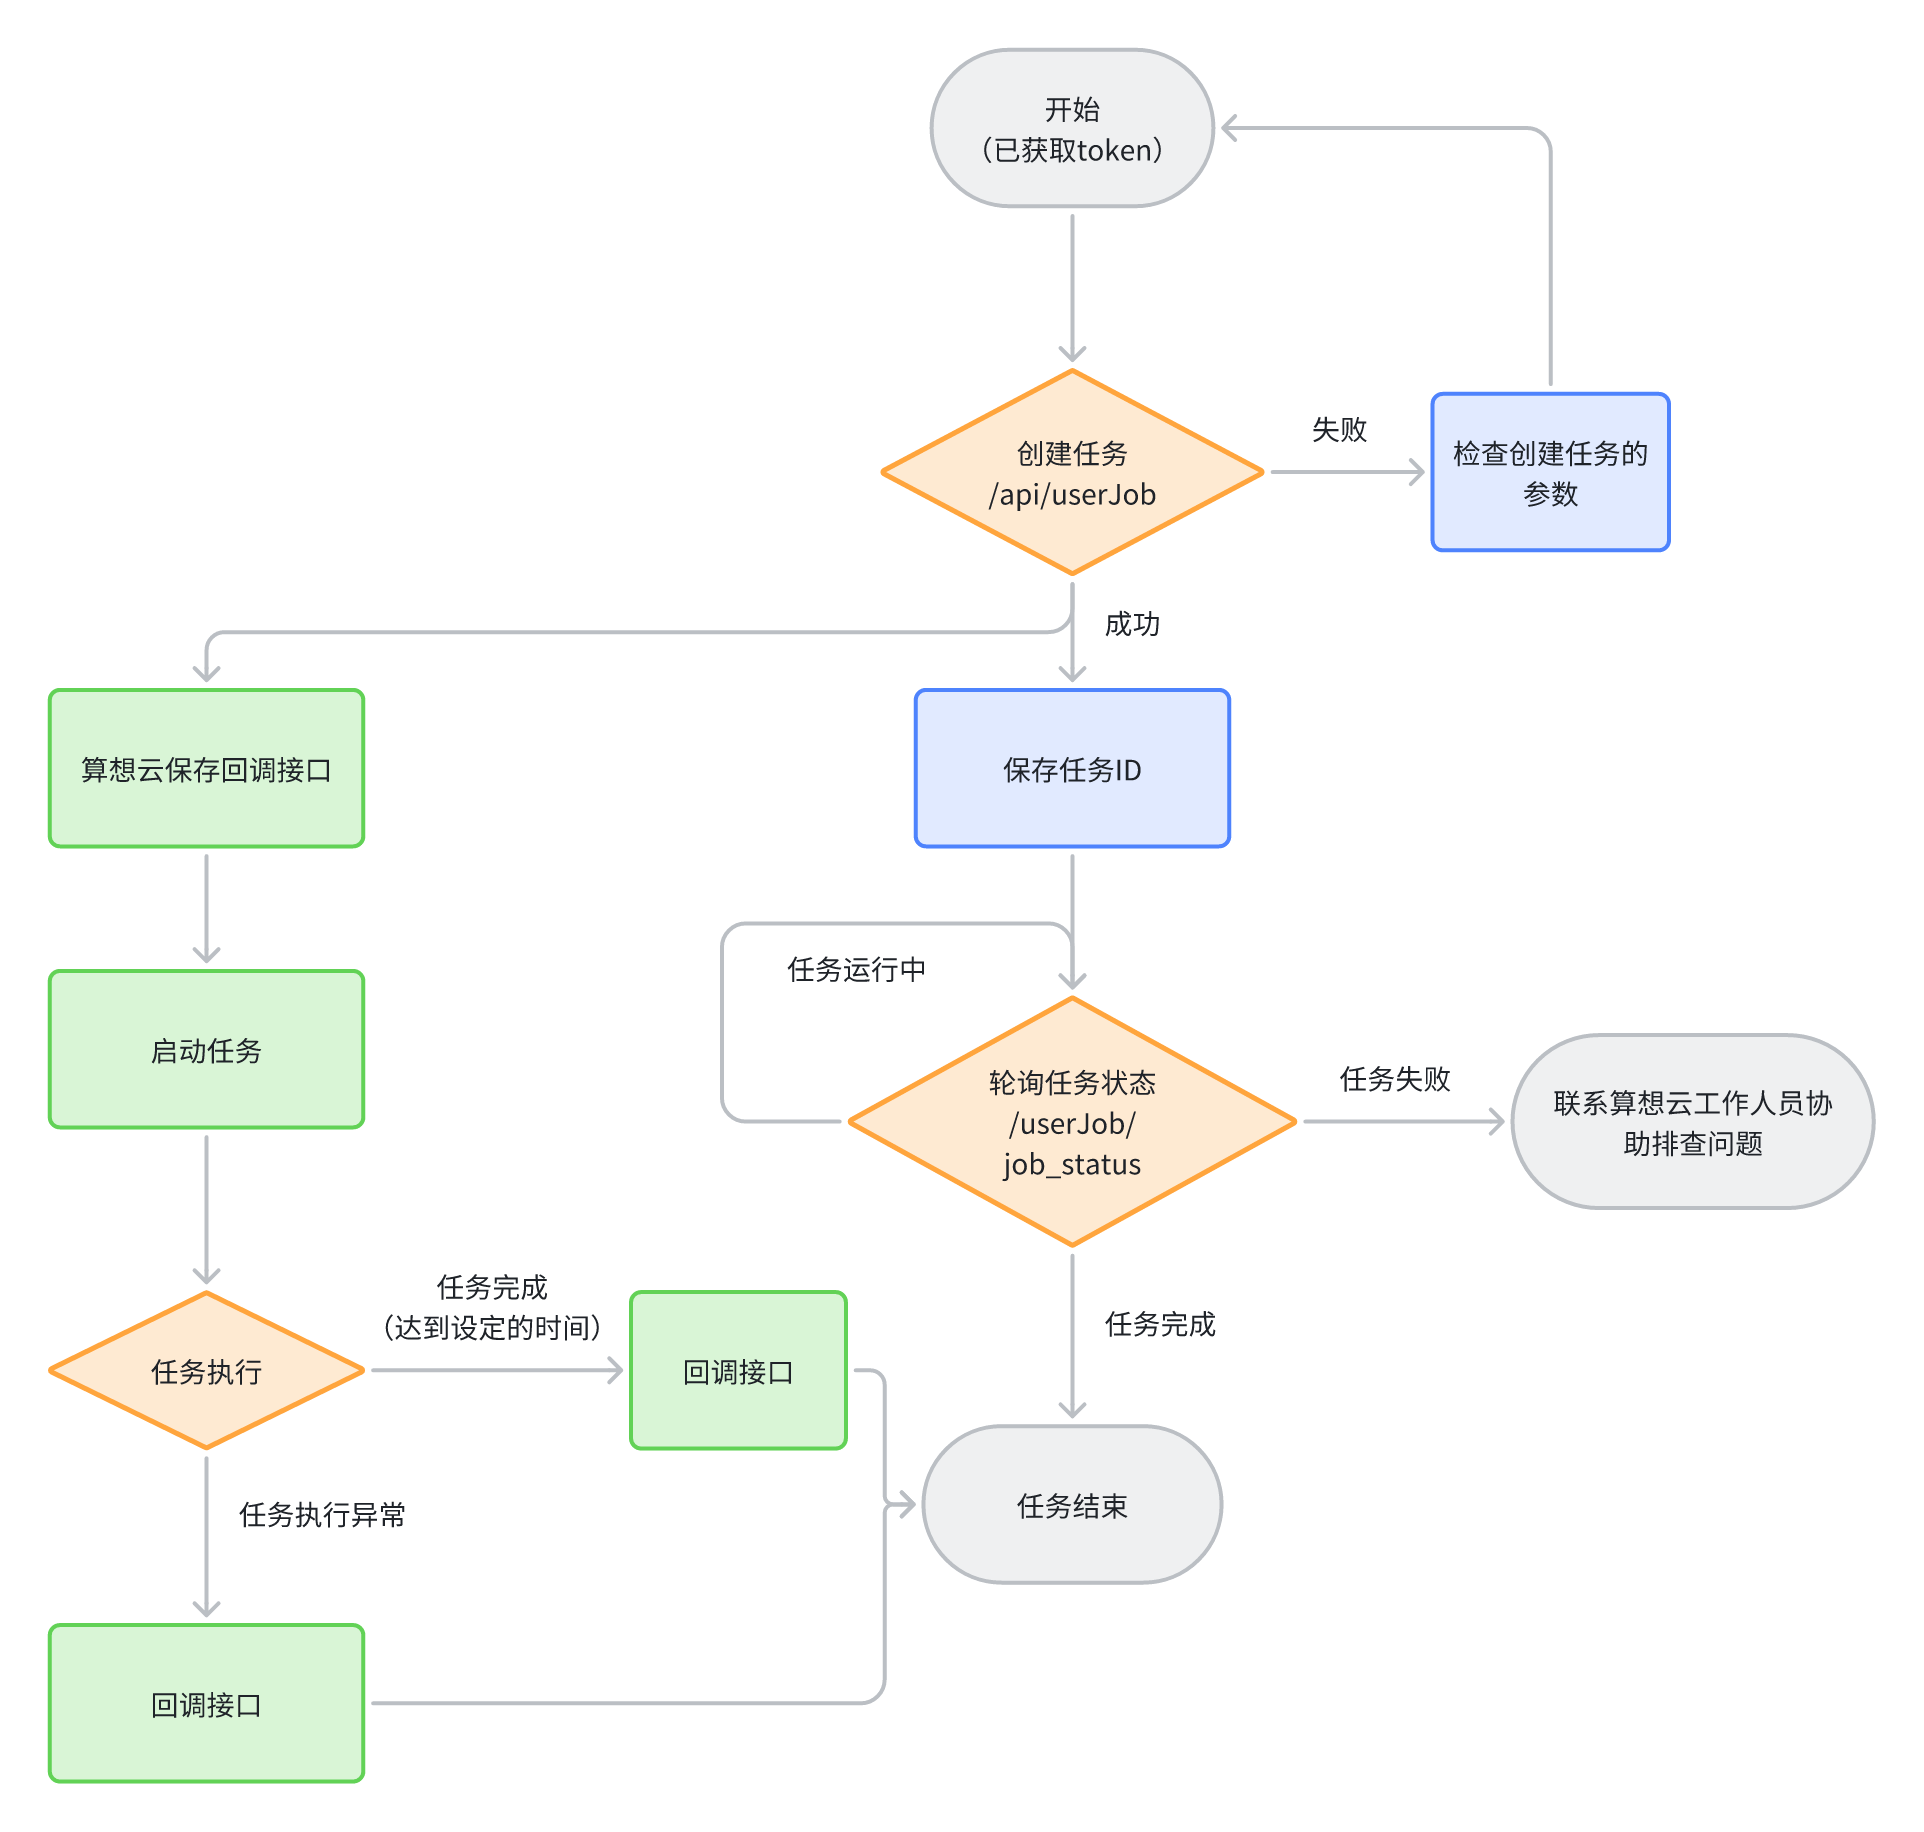 开始
（已获取token）
创建任务
/api/userJob
失败
检查创建任务的
参数
成功
算想云保存回调接口
保存任务ID
任务运行中
启动任务
轮询任务状态
/userJob/
job_status
任务失败
联系算想云工作人员协
助排查问题
任务完成
（达到设定的时间）
任务执行
回调接口
任务完成
任务执行异常
任务结束
回调接口